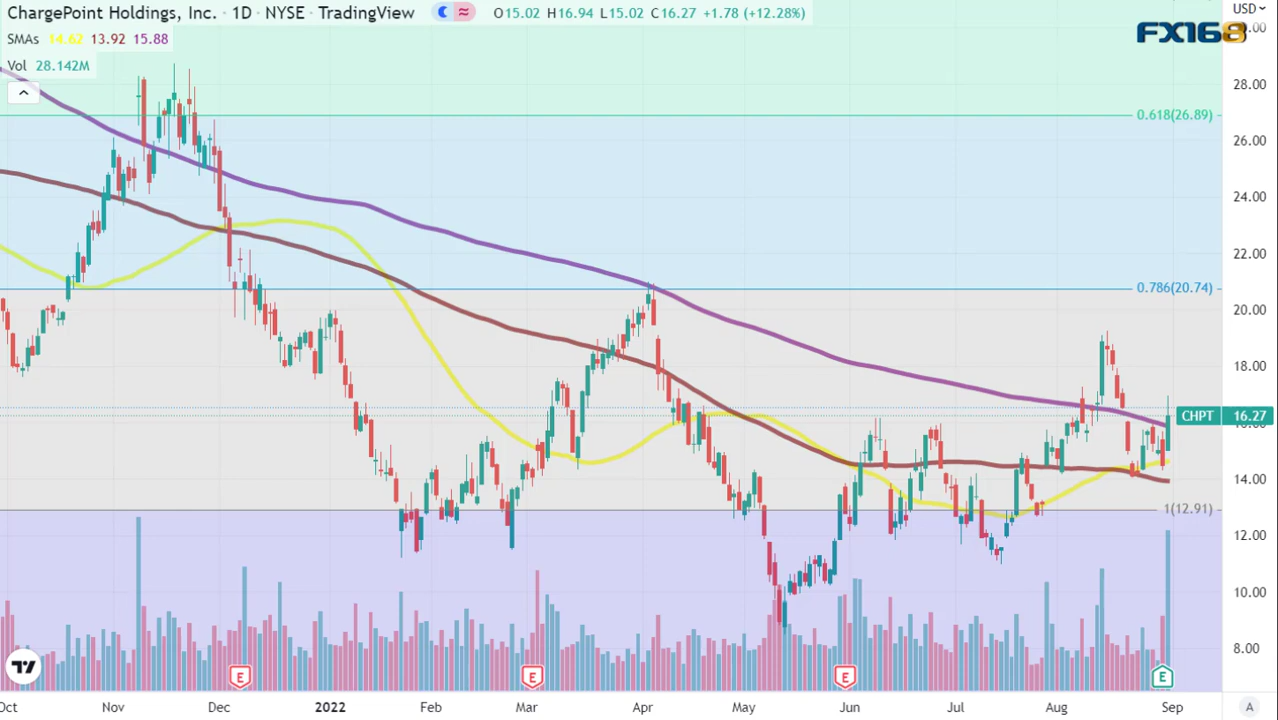 ChargePoint Holdings, Inc. · 1D · NYSE · TradingView O15.02 H16.94 L15.02 C16.27 +1.78 (+12.28%)
USD
SMAs 14.62 13.92 15.88
FX168
Vol 28.142M
28.00
0.618(26.89)
26.00
24.00
22.00
0.786(20.74)
20.00
18.00
CHPT 16.27
14.00
1(12.91)
12.00
10.00
8.00
E E E E
Oct Nov Dec 2022 Feb Mar Apr May Jun Jul Aug Sep A